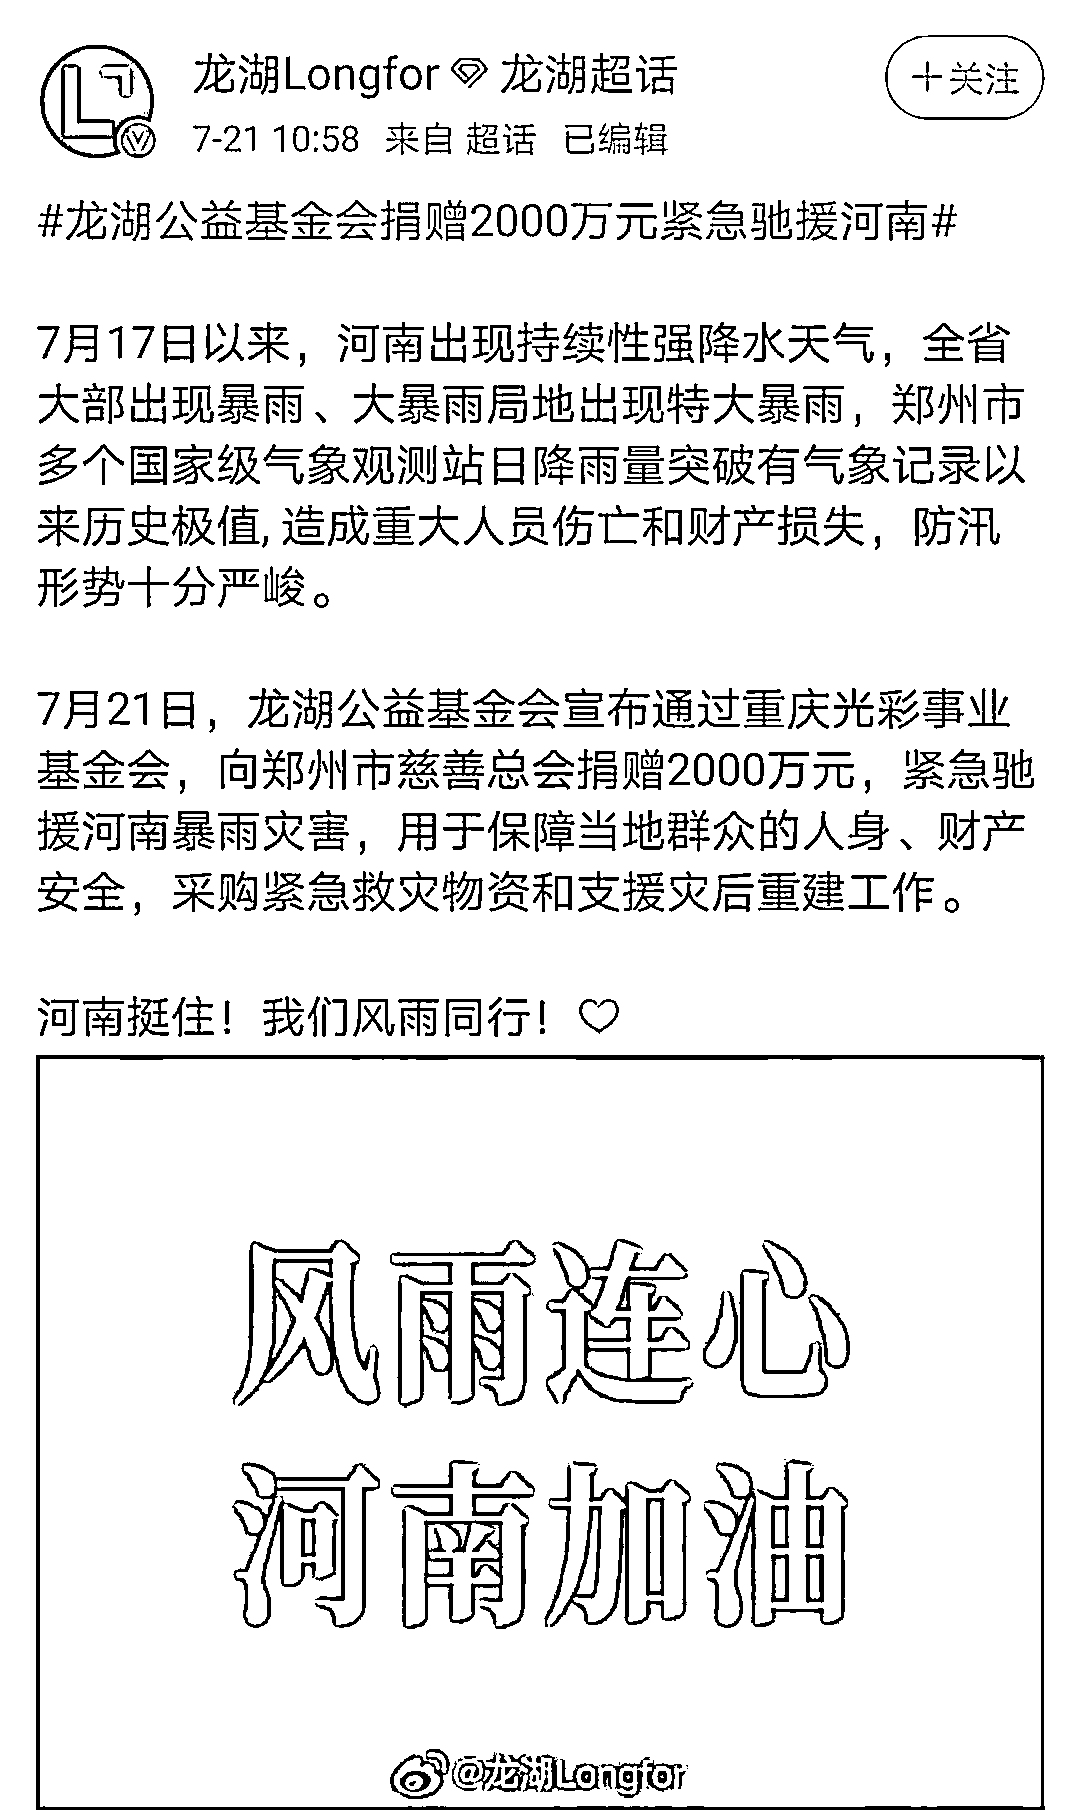 龙湖Longfor 龙湖超话
+关注
7-21 10:58 来自 超话 已编辑
#龙湖公益基金会捐赠2000万元紧急驰援河南#
7月17日以来，河南出现持续性强降水天气，全省
大部出现暴雨、大暴雨局地出现特大暴雨，郑州市
多个国家级气象观测站日降雨量突破有气象记录以
来历史极值,造成重大人员伤亡和财产损失，防汛
形势十分严峻。
7月21日，龙湖公益基金会宣布通过重庆光彩事业
基金会，向郑州市慈善总会捐赠2000万元，紧急驰
援河南暴雨灾害，用于保障当地群众的人身、财产
安全，采购紧急救灾物资和支援灾后重建工作。
河南挺住！我们风雨同行！♡
风雨连心
河南加油
@龙湖Longfor